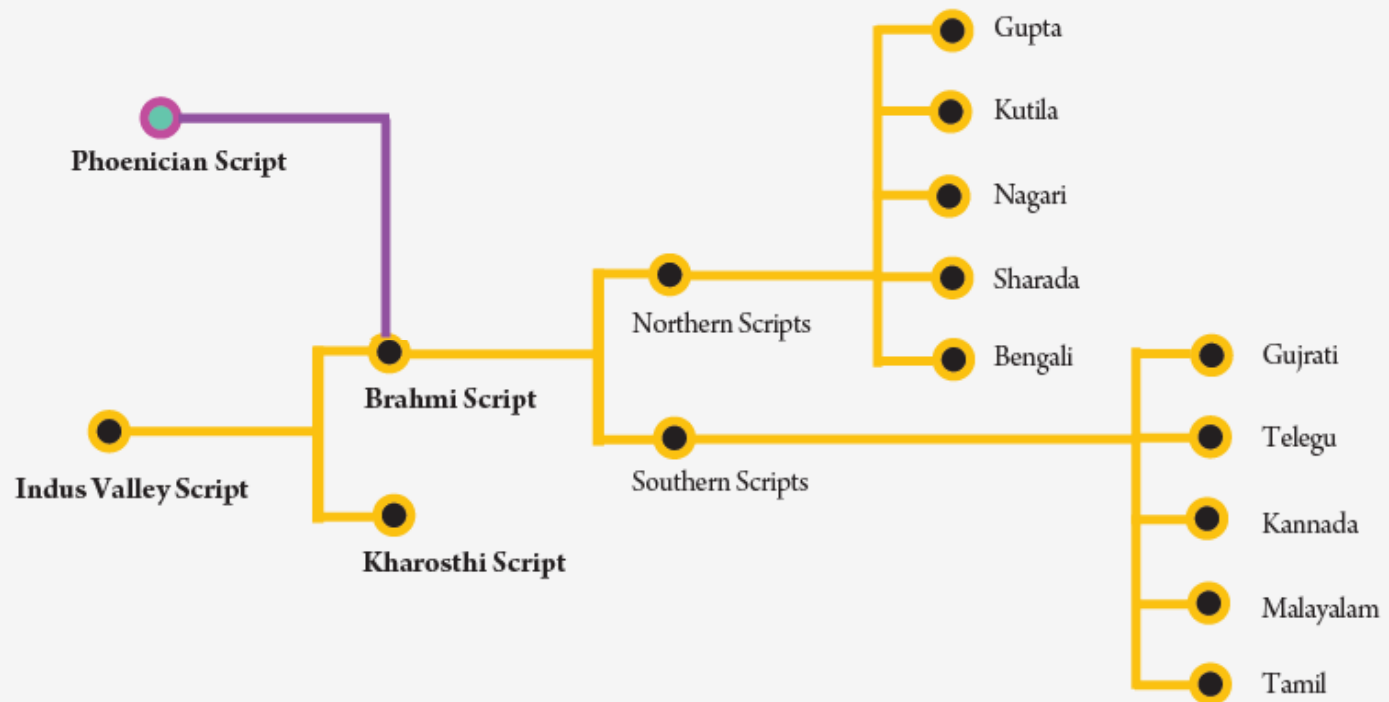 Gupta
Kutila
Phoenician Script
Nagari
Sharada
Northern Scripts
Bengali
Gujrati
Brahmi Script
Telegu
Indus Valley Script
Southern Scripts
Kannada
Kharosthi Script
Malayalam
Tamil